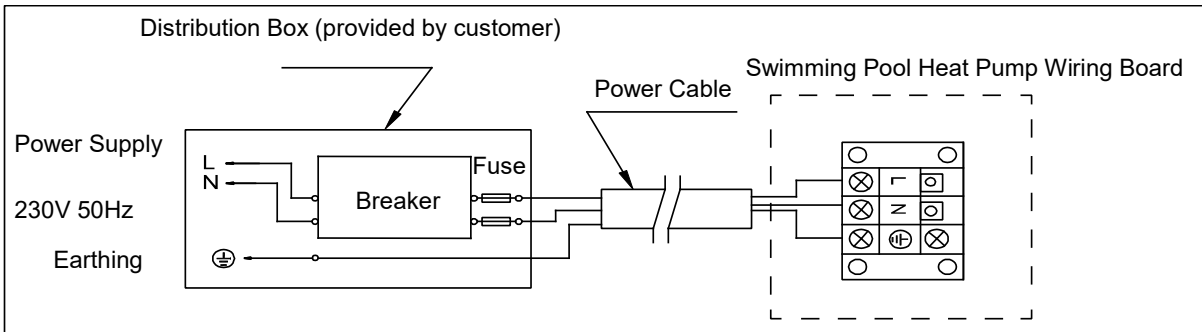 Distribution Box (provided by customer)
Swimming Pool Heat Pump Wiring Board
Power Cable
Power Supply
L
Fuse
N
Breaker
230V 50Hz
Earthing
L
N